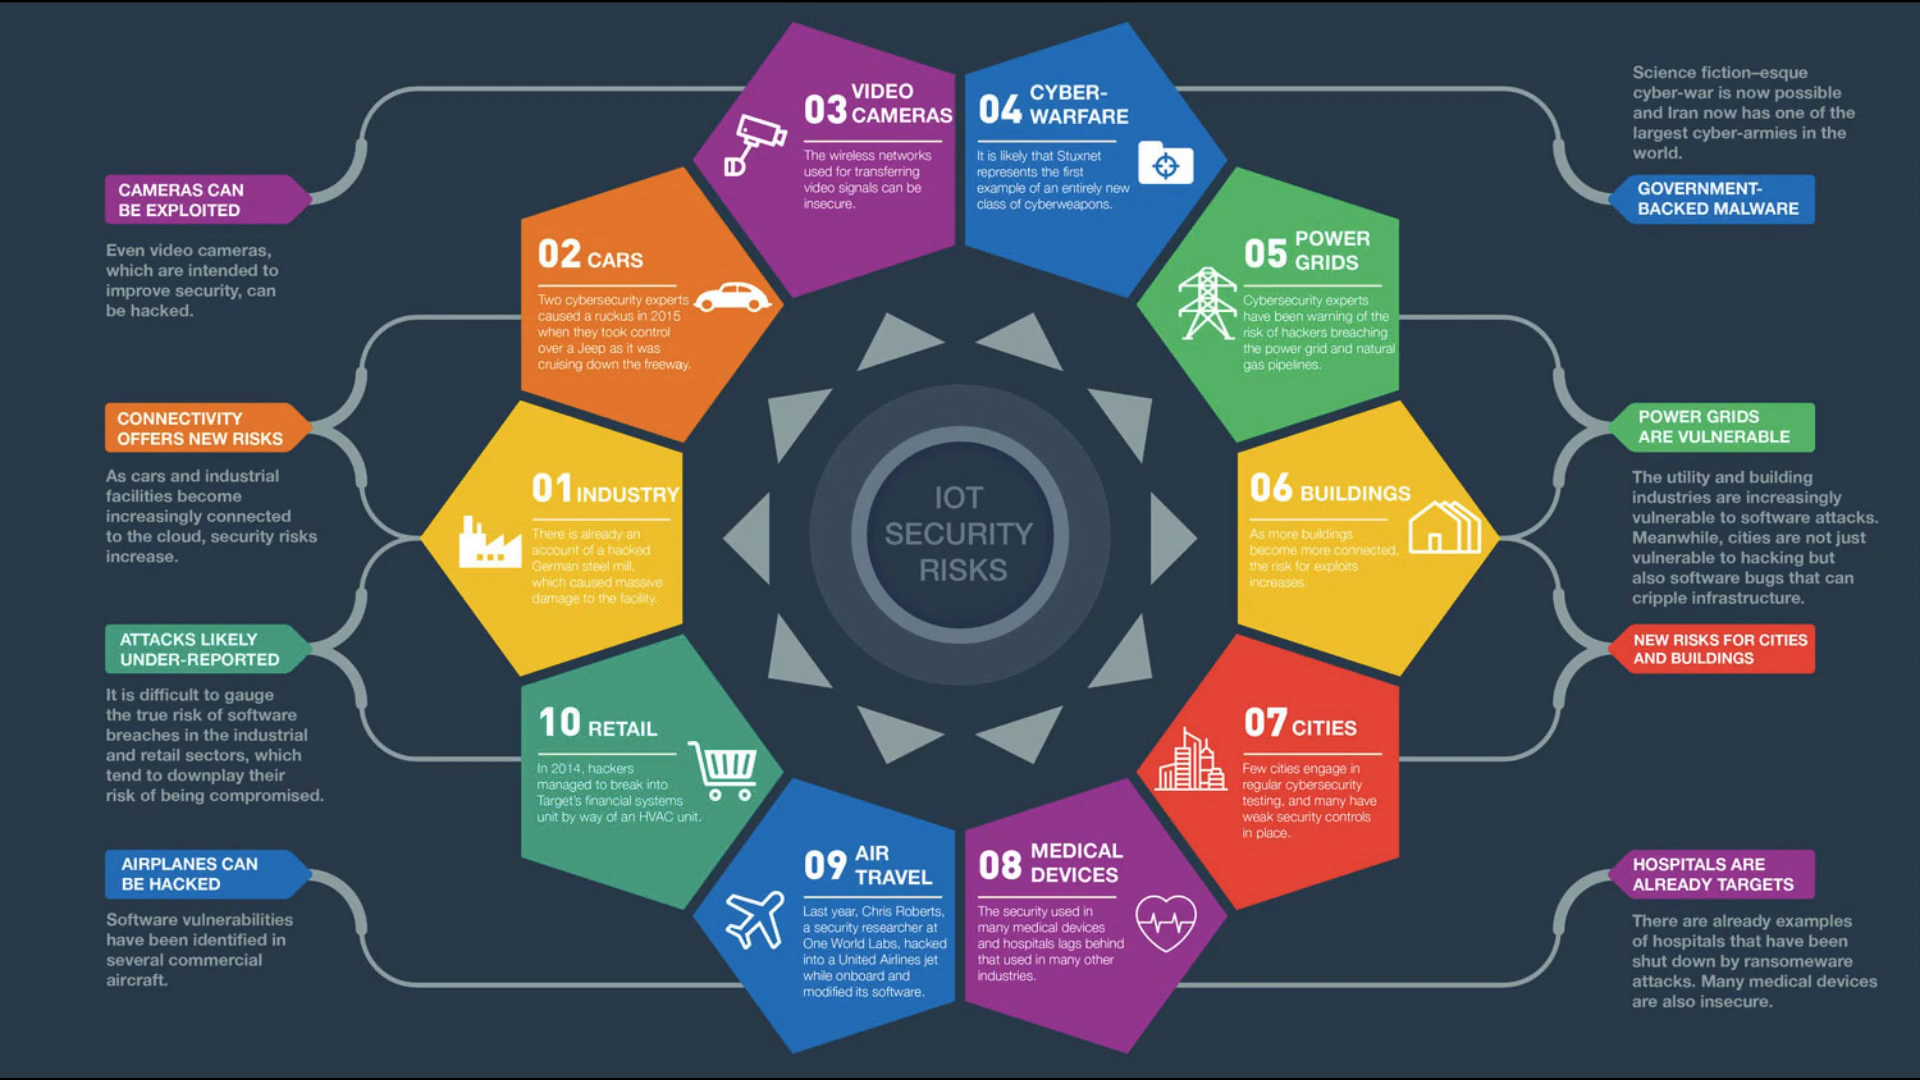 03 VIDEO
CAMERAS
The wireless networks
used for transferring
video signals can be
insecure.
04 CYBER-
WARFARE
It is likely that Stuxnet
represents the first
example of an entirely new
class of cyberweapons.
Science fiction–esque
cyber-war is now possible
and Iran now has one of the
largest cyber-armies in the
world.
GOVERNMENT-
BACKED MALWARE
CAMERAS CAN
BE EXPLOITED
Even video cameras,
which are intended to
improve security, can
be hacked.
02 CARS
Two cybersecurity experts
caused a ruckus in 2015
when they took control
over a Jeep as it was
cruising down the freeway.
05 POWER
GRIDS
Cybersecurity experts
have been warning of the
risk of hackers breaching
the power grid and natural
gas pipelines.
CONNECTIVITY
OFFERS NEW RISKS
As cars and industrial
facilities become
increasingly connected
to the cloud, security risks
increase.
01 INDUSTRY
There is already an
account of a hacked
German steel mill,
which caused massive
damage to the facility.
IOT
SECURITY
RISKS
06 BUILDINGS
As more buildings
become more connected,
the risk for exploits
increases.
POWER GRIDS
ARE VULNERABLE
The utility and building
industries are increasingly
vulnerable to software attacks.
Meanwhile, cities are not just
vulnerable to hacking but
also software bugs that can
cripple infrastructure.
NEW RISKS FOR CITIES
AND BUILDINGS
ATTACKS LIKELY
UNDER-REPORTED
It is difficult to gauge
the true risk of software
breaches in the industrial
and retail sectors, which
tend to downplay their
risk of being compromised.
10 RETAIL
In 2014, hackers
managed to break into
Target's financial systems
unit by way of an HVAC unit.
07 CITIES
Few cities engage in
regular cybersecurity
testing, and many have
weak security controls
in place.
AIRPLANES CAN
BE HACKED
Software vulnerabilities
have been identified in
several commercial
aircraft.
09 AIR
TRAVEL
Last year, Chris Roberts,
a security researcher at
One World Labs, hacked
into a United Airlines jet
while onboard and
modified its software.
08 MEDICAL
DEVICES
The security used in
many medical devices
and hospitals lags behind
that used in many other
industries.
HOSPITALS ARE
ALREADY TARGETS
There are already examples
of hospitals that have been
shut down by ransomeware
attacks. Many medical devices
are also insecure.